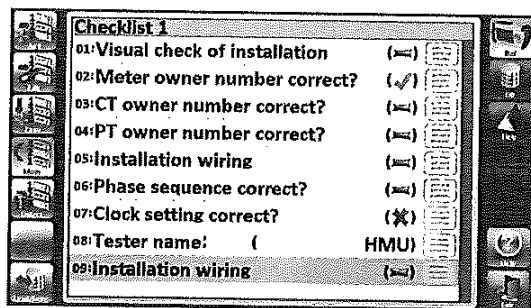 Checklist 1
01:Visual check of installation (—)
02:Meter owner number correct? (✓)
03:CT owner number correct? (—)
04:PT owner number correct? (—)
05:Installation wiring (—)
06:Phase sequence correct? (—)
07:Clock setting correct? (✗)
08:Tester name: ( HMU)
09:Installation wiring (—)